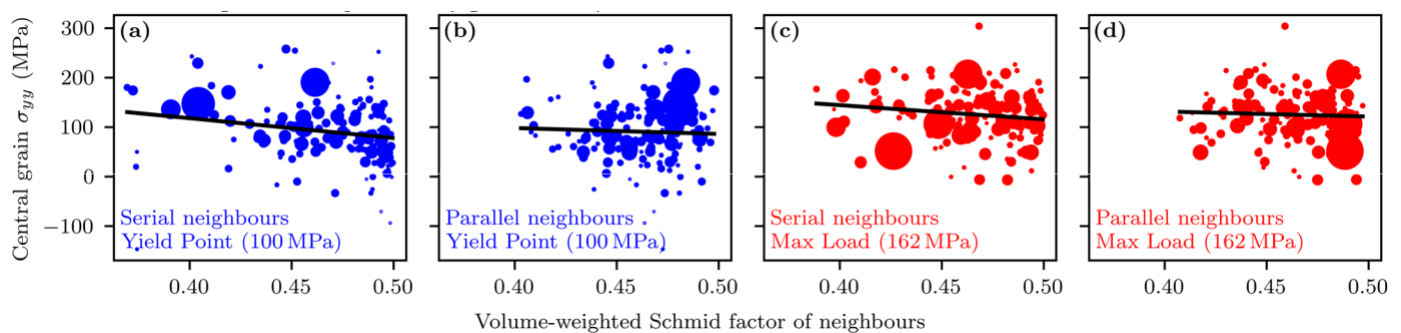 (a)
(b)
(c)
(d)
Central grain σyy (MPa)
300
200
100
0
−100
Serial neighbours
Yield Point (100 MPa)
Parallel neighbours
Yield Point (100 MPa)
Serial neighbours
Max Load (162 MPa)
Parallel neighbours
Max Load (162 MPa)
0.40 0.45 0.50
0.40 0.45 0.50
0.40 0.45 0.50
0.40 0.45 0.50
Volume-weighted Schmid factor of neighbours